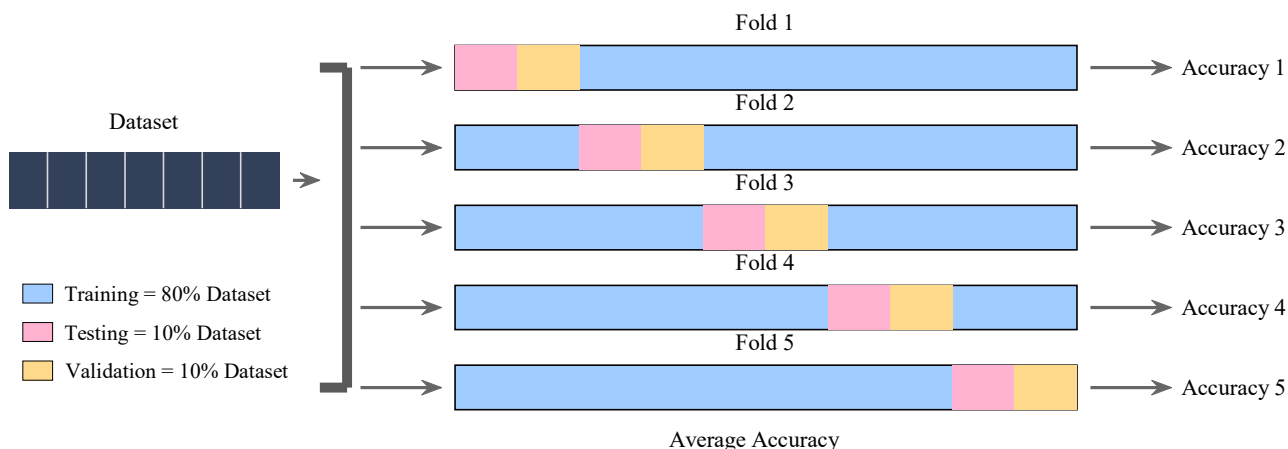 Fold 1
Accuracy 1
Fold 2
Dataset
Accuracy 2
Fold 3
Accuracy 3
Fold 4
Training = 80% Dataset
Accuracy 4
Testing = 10% Dataset
Fold 5
Validation = 10% Dataset
Accuracy 5
Average Accuracy